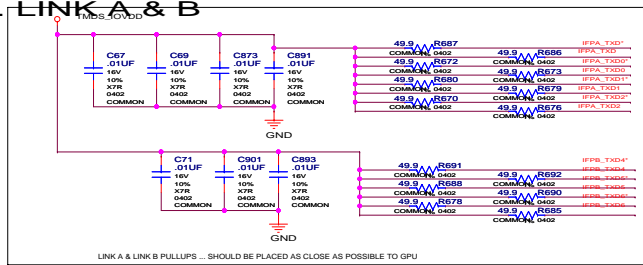 LINK A & B
TMDS_IOVDD
C67
.01UF
16V
10%
X7R
0402
COMMON
C69
.01UF
16V
10%
X7R
0402
COMMON
C873
.01UF
16V
10%
X7R
0402
COMMON
C891
.01UF
16V
10%
X7R
0402
COMMON
GND
49.9 R687
COMMON 0402
49.9 R686
COMMON 0402
49.9 R672
COMMON 0402
49.9 R673
COMMON 0402
49.9 R680
COMMON 0402
49.9 R679
COMMON 0402
49.9 R670
COMMON 0402
49.9 R676
COMMON 0402
IFPA_TXD*
IFPA_TXD
IFPA_TXD0*
IFPA_TXD0
IFPA_TXD1*
IFPA_TXD1
IFPA_TXD2*
IFPA_TXD2
C71
.01UF
16V
10%
X7R
0402
COMMON
C901
.01UF
16V
10%
X7R
0402
COMMON
C893
.01UF
16V
10%
X7R
0402
COMMON
GND
49.9 R691
COMMON 0402
49.9 R692
COMMON 0402
49.9 R688
COMMON 0402
49.9 R690
COMMON 0402
49.9 R678
COMMON 0402
49.9 R685
COMMON 0402
IFPB_TXD4*
IFPB_TXD4
IFPB_TXD5*
IFPB_TXD5
IFPB_TXD6*
IFPB_TXD6
LINK A & LINK B PULLUPS ... SHOULD BE PLACED AS CLOSE AS POSSIBLE TO GPU